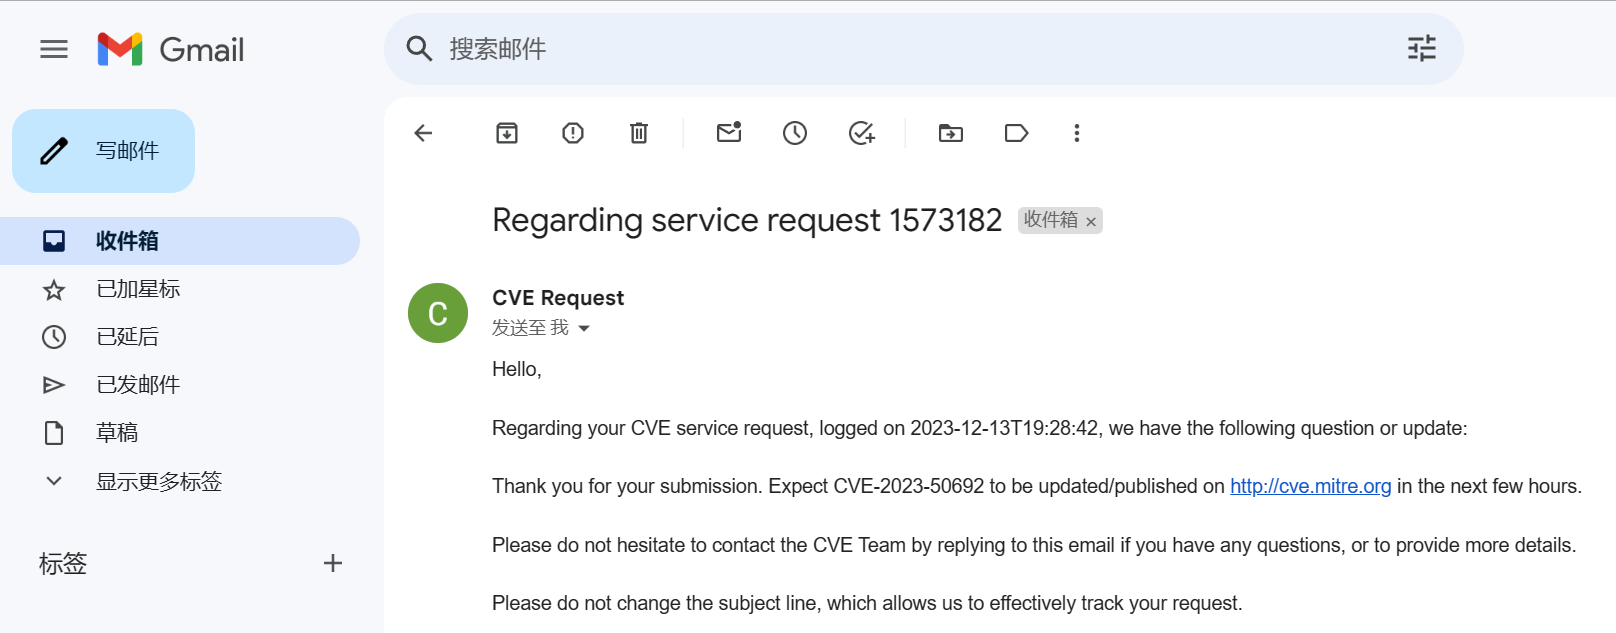 Gmail
搜索邮件
写邮件
收件箱
已加星标
已延后
已发邮件
草稿
显示更多标签
标签
Regarding service request 1573182 收件箱 ×
C
CVE Request
发送至 我
Hello,
Regarding your CVE service request, logged on 2023-12-13T19:28:42, we have the following question or update:
Thank you for your submission. Expect CVE-2023-50692 to be updated/published on http://cve.mitre.org in the next few hours.
Please do not hesitate to contact the CVE Team by replying to this email if you have any questions, or to provide more details.
Please do not change the subject line, which allows us to effectively track your request.